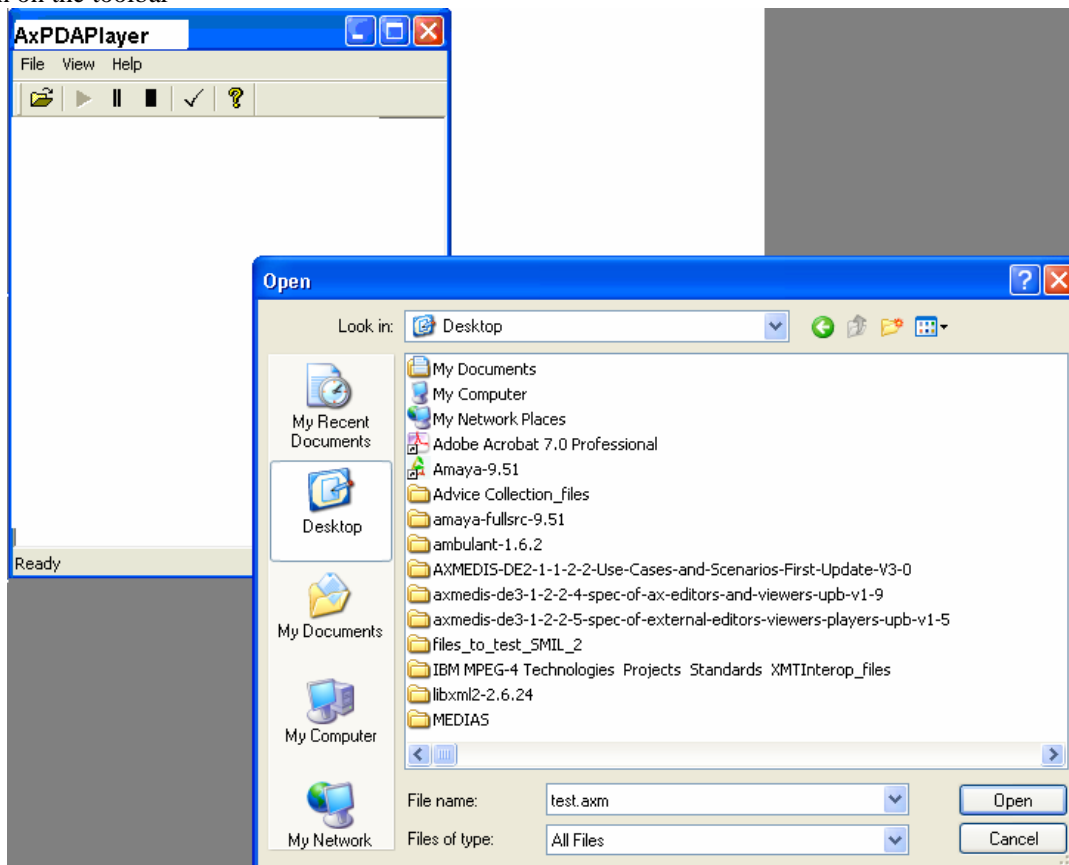 on the toolbar
AxPDAPlayer
File View Help
Ready
Open
Look in: Desktop
My Recent
Documents
Desktop
My Documents
My Computer
My Network
My Documents
My Computer
My Network Places
Adobe Acrobat 7.0 Professional
Amaya-9.51
Advice Collection_files
amaya-fullsrc-9.51
ambulant-1.6.2
AXMEDIS-DE2-1-1-2-2-Use-Cases-and-Scenarios-First-Update-V3-0
axmedis-de3-1-2-2-4-spec-of-ax-editors-and-viewers-upb-v1-9
axmedis-de3-1-2-2-5-spec-of-external-editors-viewers-players-upb-v1-5
files_to_test_SMIL_2
IBM MPEG-4 Technologies Projects Standards XMTInterop_files
libxml2-2.6.24
MEDIAS
File name: test.axm Open
Files of type: All Files Cancel